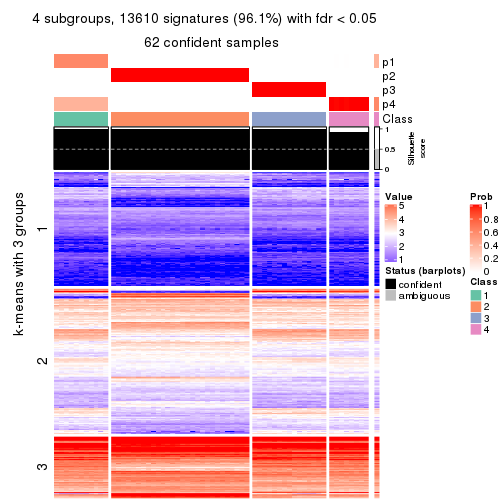 4 subgroups, 13610 signatures (96.1%) with fdr < 0.05
62 confident samples
p1
p2
p3
p4
Class
1
0.5
0
Silhouette
score
k-means with 3 groups
1
2
3
Value
5
4
3
2
1
Status (barplots)
confident
ambiguous
Prob
1
0.8
0.6
0.4
0.2
0
Class
1
2
3
4